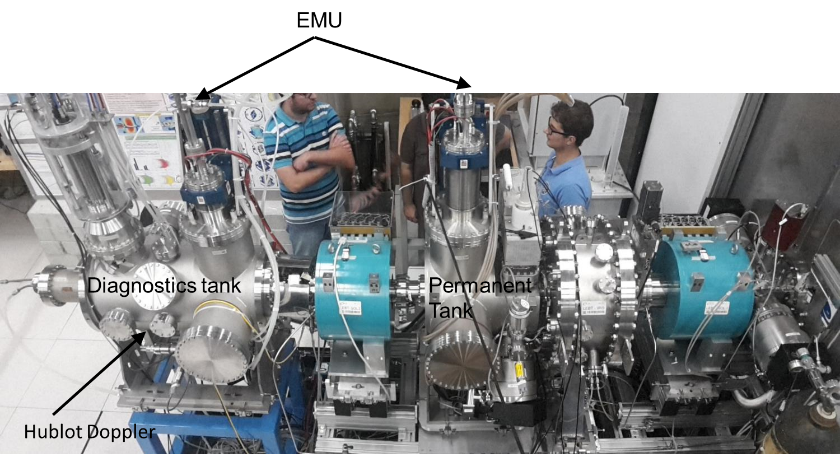 EMU
Diagnostics tank
Permanent
Tank
Hublot Doppler